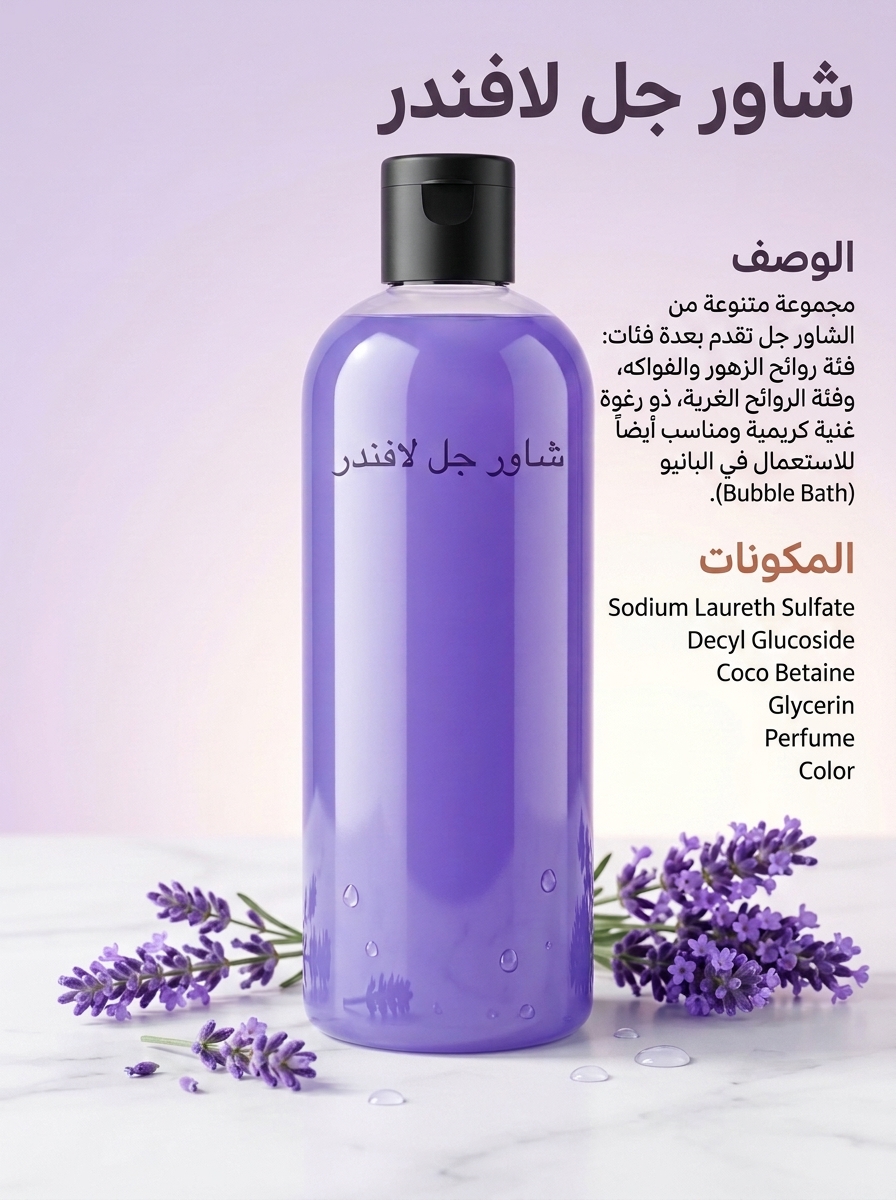 شاور جل لافندر
شاور جل لافندر
الوصف
مجموعة متنوعة من
الشاور جل تقدم بعدة فئات:
فئة روائح الزهور والفواكه،
وفئة الروائح الغرية، ذو رغوة
غنية كريمية ومناسب أيضاً
للاستعمال في البانيو
(Bubble Bath).
المكونات
Sodium Laureth Sulfate
Decyl Glucoside
Coco Betaine
Glycerin
Perfume
Color